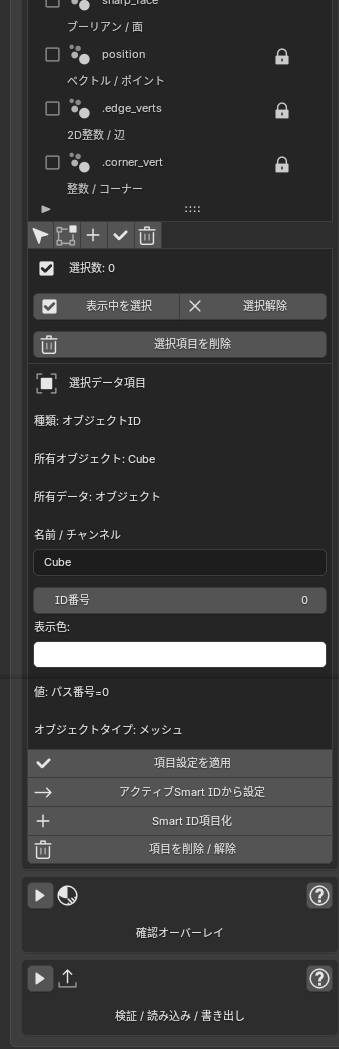 sharp_face
ブーリアン / 面
position
ベクトル / ポイント
.edge_verts
2D整数 / 辺
.corner_vert
整数 / コーナー
選択数: 0
表示中を選択 選択解除
選択項目を削除
選択データ項目
種類: オブジェクトID
所有オブジェクト: Cube
所有データ: オブジェクト
名前 / チャンネル
Cube
ID番号 0
表示色:
値: パス番号=0
オブジェクトタイプ: メッシュ
項目設定を適用
アクティブSmart IDから設定
Smart ID項目化
項目を削除 / 解除
確認オーバーレイ
検証 / 読み込み / 書き出し